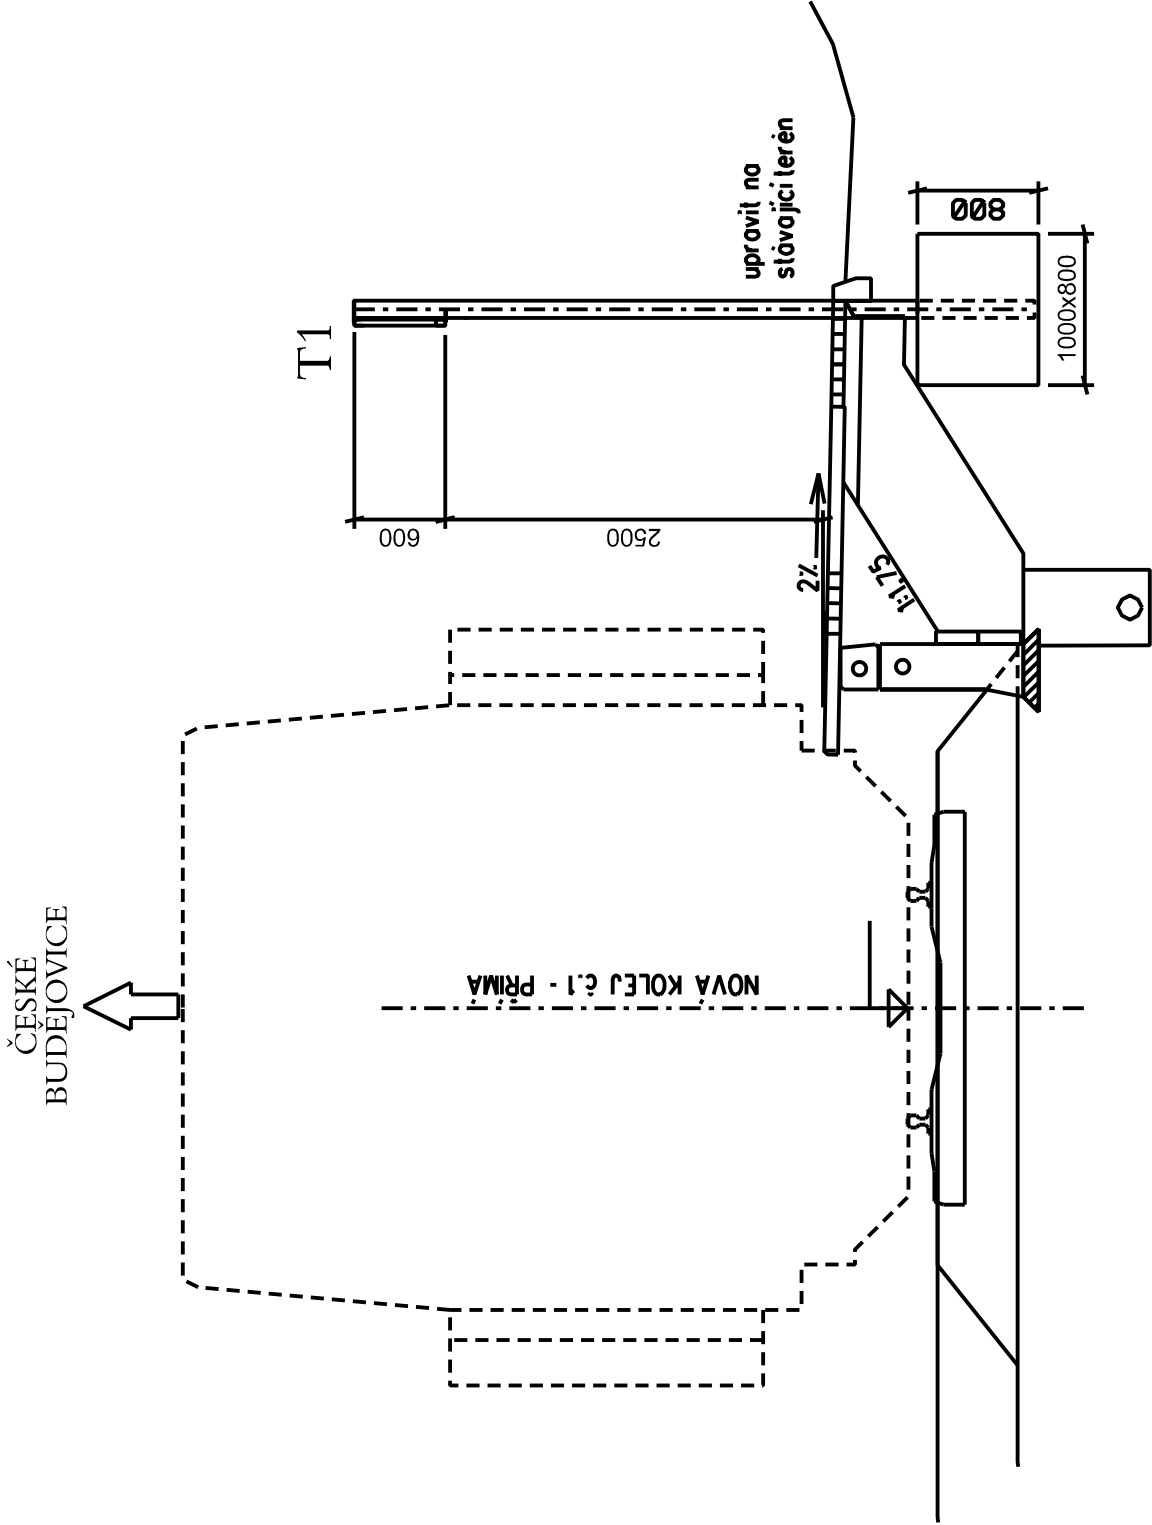 ČESKÉ
BUDĚJOVICE
T1
upravit na
stávající terén
600
2500
2%
1:1.75
800
1000x800
NOVÁ KOLEJ č.1 - PŘÍMÁ